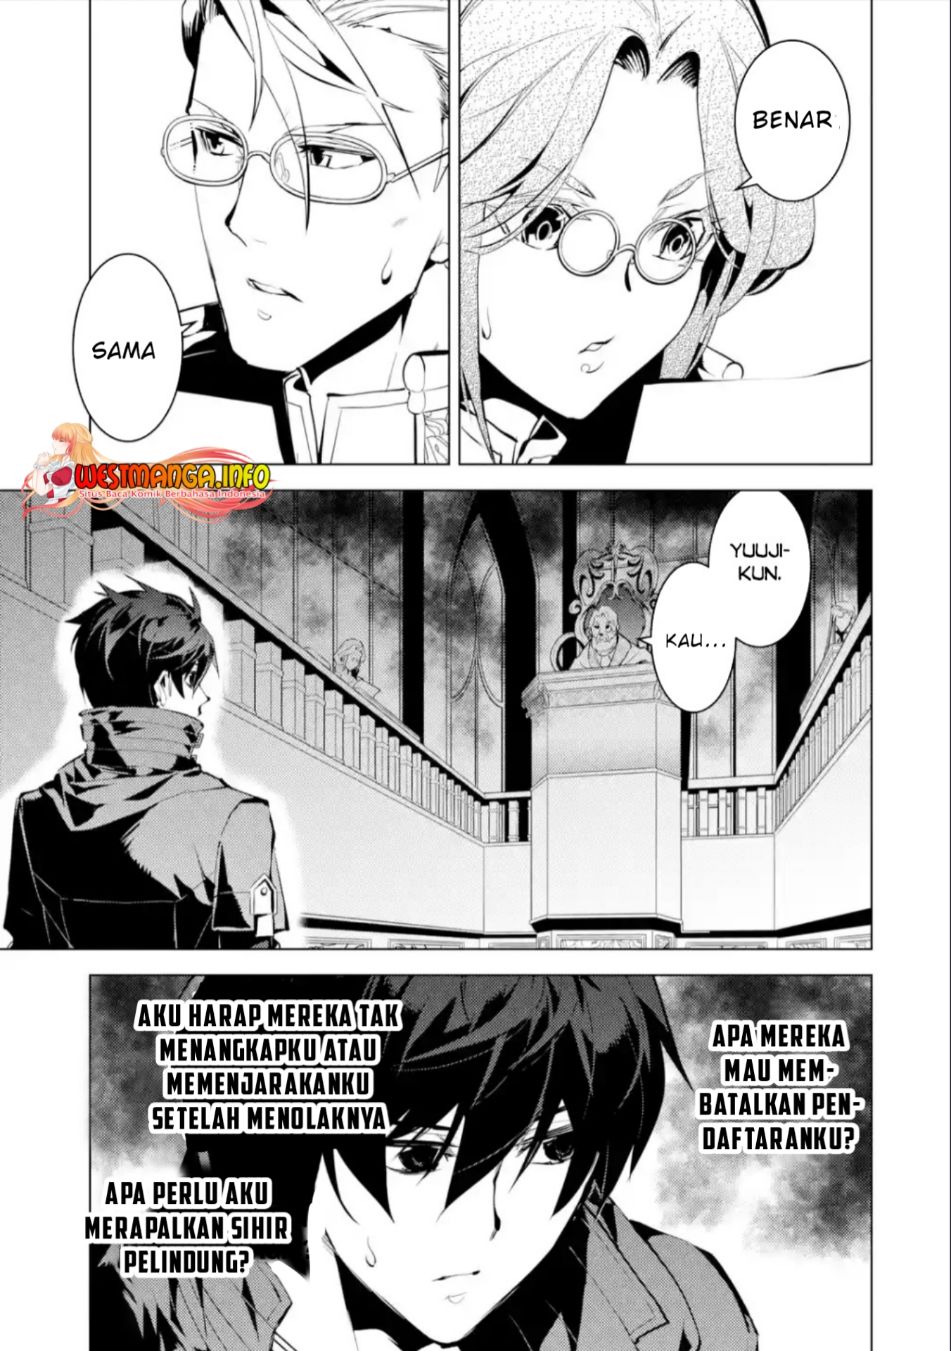 BENAR
SAMA
WESTMANGA.INFO
Situs Baca Komik Berbahasa Indonesia
YUUJI-
KUN.
KAU...
APA MEREKA
MAU MEM-
BATALKAN PEN-
DAFTARANKU?
AKU HARAP MEREKA TAK
MENANGKAPKU ATAU
MEMENJARAKANKU
SETELAH MENOLAKNYA
APA PERLU AKU
MERAPALKAN SIHIR
PELINDUNG?